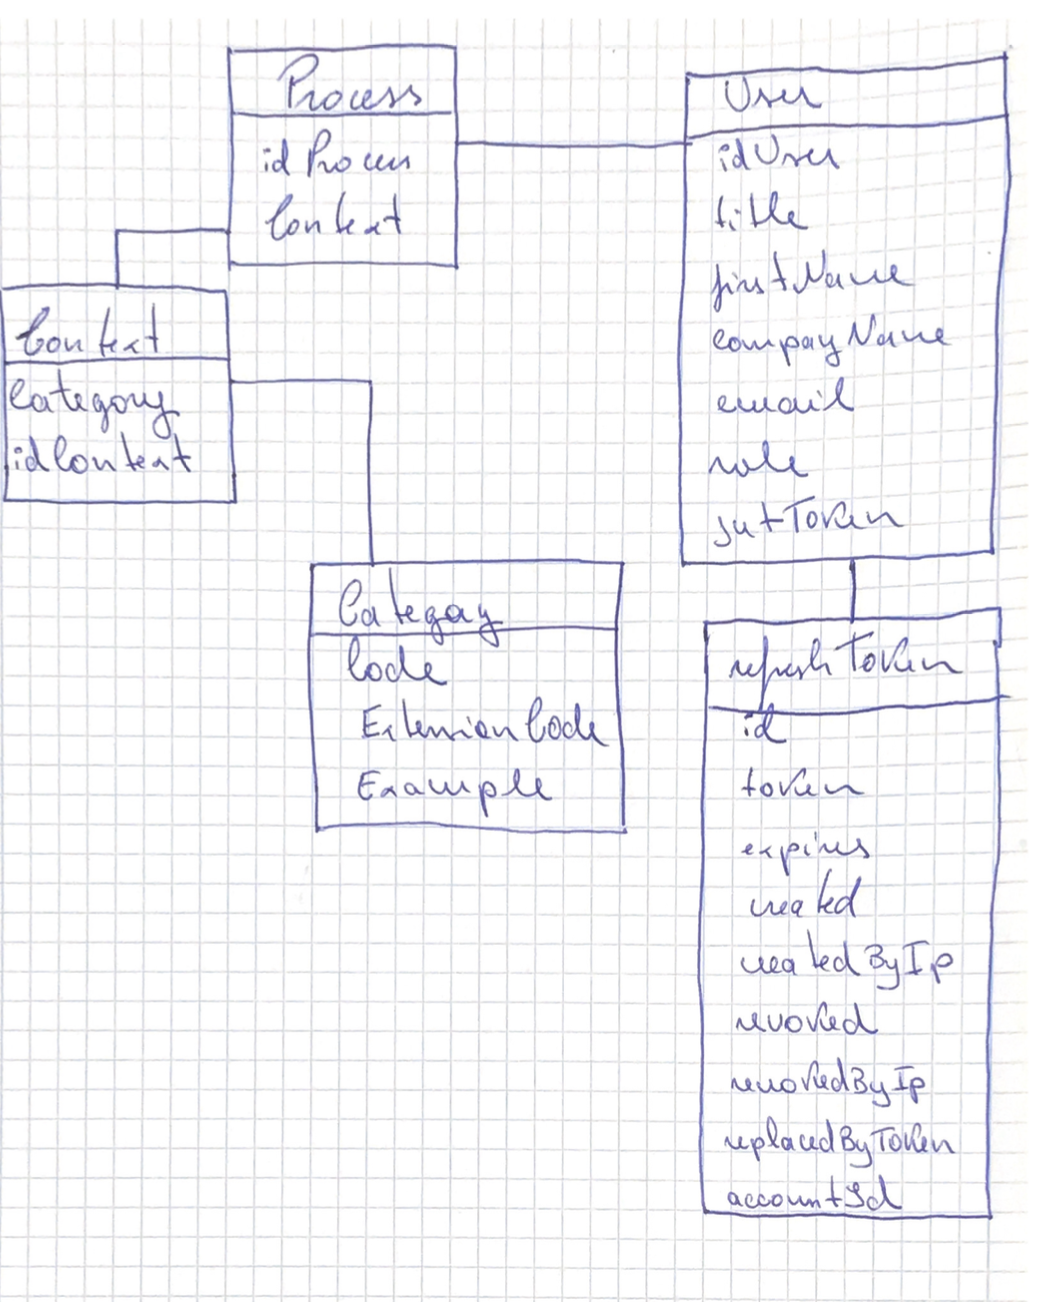 Process
idProcess
Context
User
idUser
title
firstName
compayName
email
role
jwtToken
Context
Category
idContext
Category
Code
ExtensionCode
Example
refreshToken
id
token
expires
created
createdByIp
revoked
revokedByIp
replacedByToken
accountId